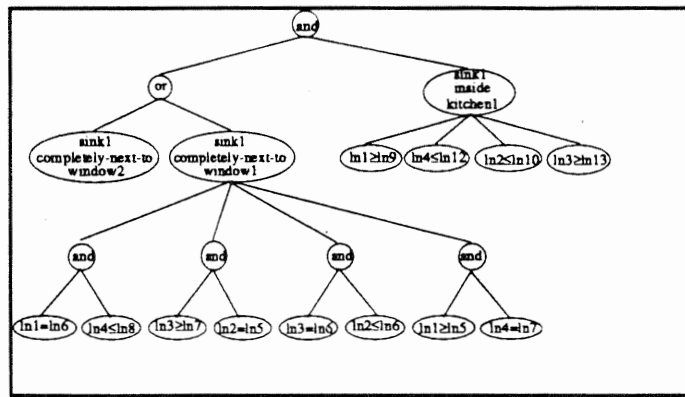 and
or
sink1
inside
kitchen1
sink1
completely-next-to
window2
sink1
completely-next-to
window1
ln1≥ln9
ln4≤ln12
ln2≤ln10
ln3≥ln13
and
and
and
and
ln1=ln6
ln4≤ln8
ln3≥ln7
ln2=ln5
ln3=ln6
ln2≤ln6
ln1≥ln5
ln4=ln7